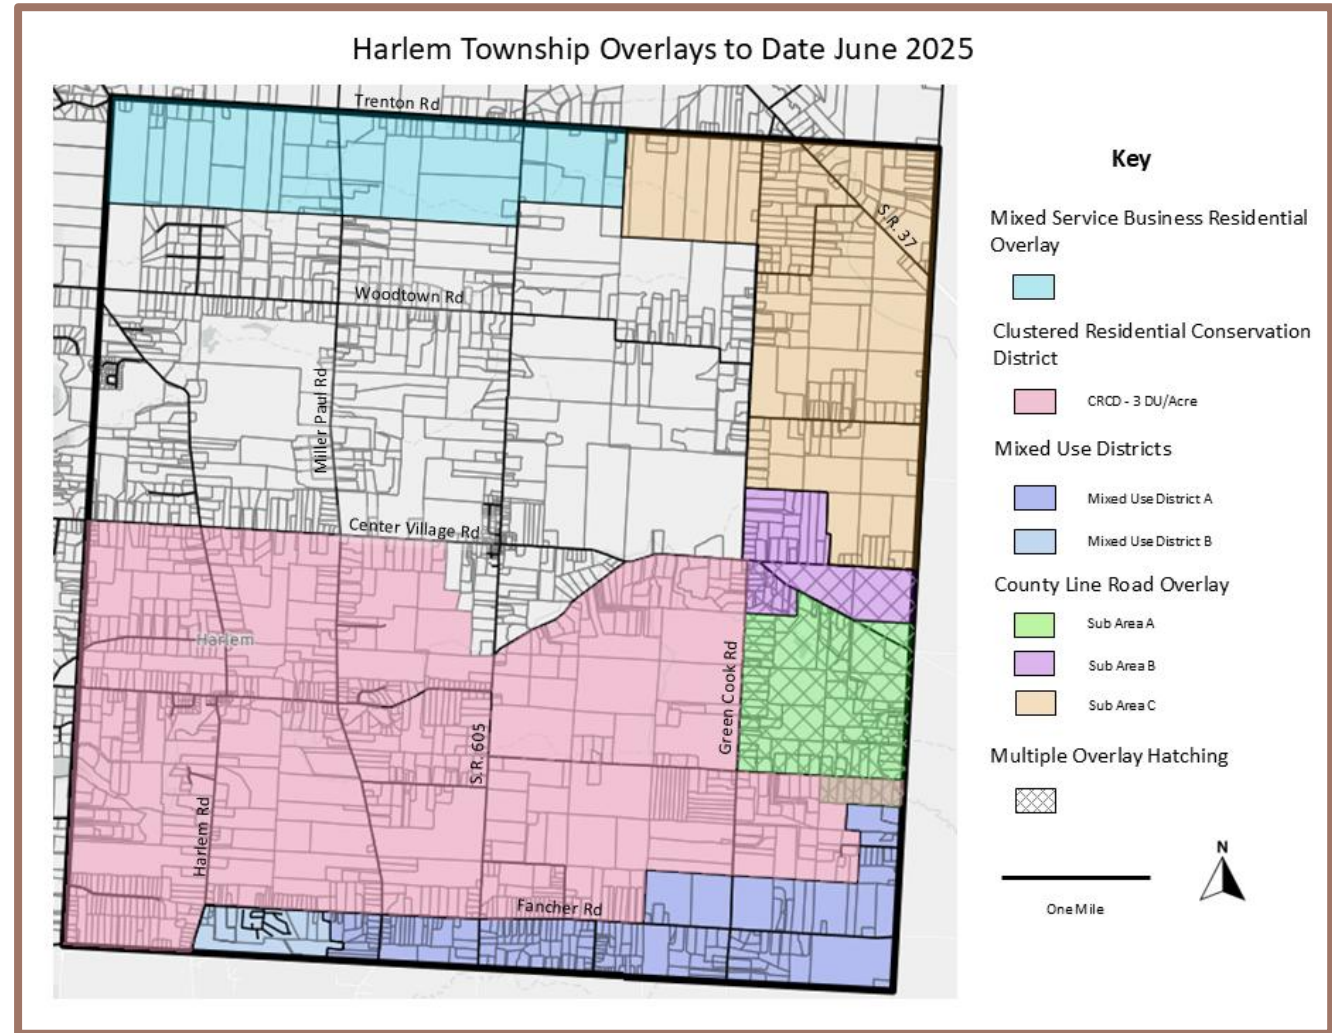 Harlem Township Overlays to Date June 2025
Trenton Rd
S.R. 37
Woodtown Rd
Miller Paul Rd
Center Village Rd
Harlem
Green Cook Rd
S.R. 605
Harlem Rd
Fancher Rd
Key
Mixed Service Business Residential
Overlay
Clustered Residential Conservation
District
CRCD - 3 DU/Acre
Mixed Use Districts
Mixed Use District A
Mixed Use District B
County Line Road Overlay
Sub Area A
Sub Area B
Sub Area C
Multiple Overlay Hatching
N
One Mile